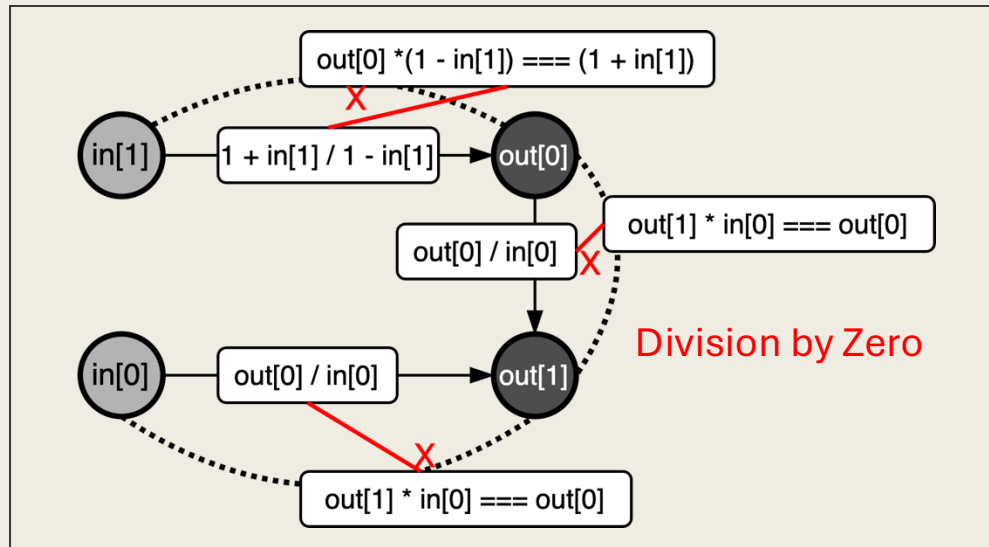 out[0] *(1 - in[1]) === (1 + in[1])
X
in[1]
1 + in[1] / 1 - in[1]
out[0]
out[1] * in[0] === out[0]
out[0] / in[0]
X
Division by Zero
in[0]
out[0] / in[0]
out[1]
X
out[1] * in[0] === out[0]